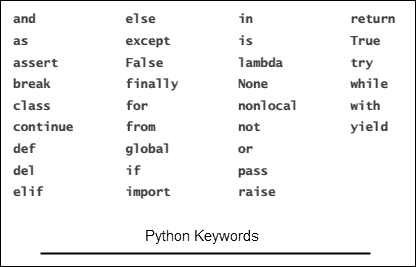 and else in return
as except is True
assert False lambda try
break finally None while
class for nonlocal with
continue from not yield
def global or
del if pass
elif import raise
Python Keywords